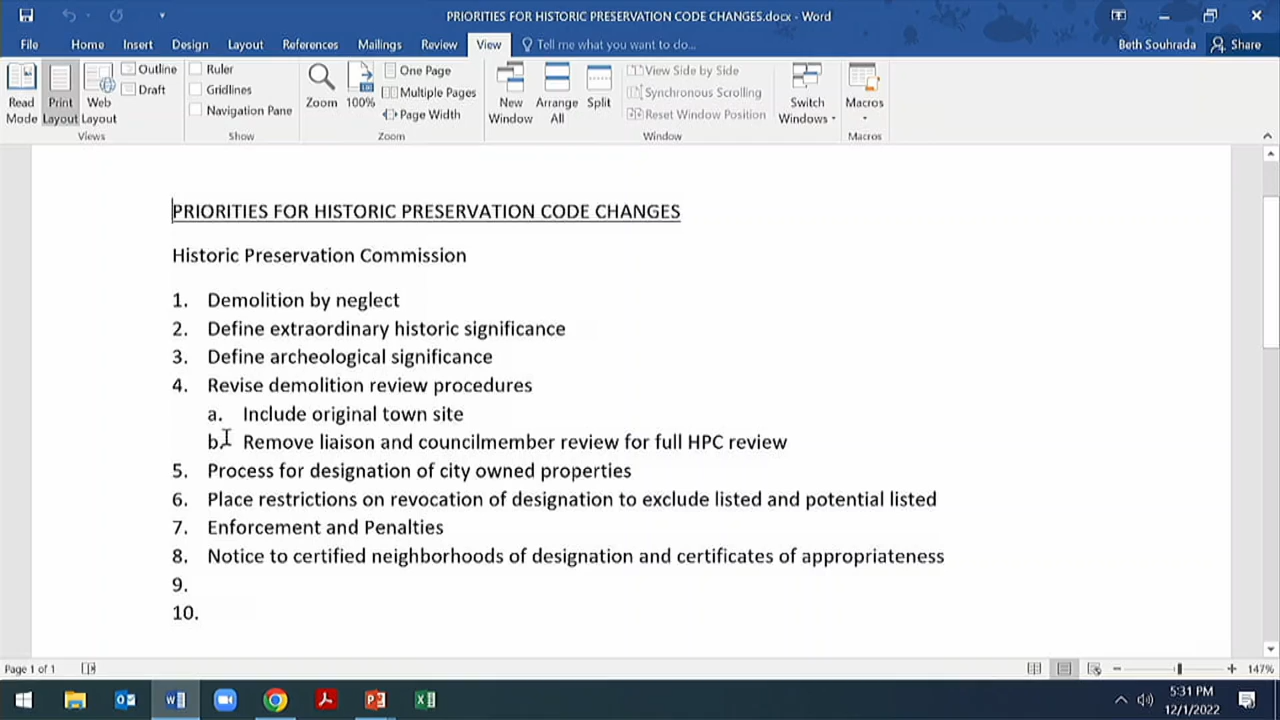 PRIORITIES FOR HISTORIC PRESERVATION CODE CHANGES.docx - Word
File Home Insert Design Layout References Mailings Review View Tell me what you want to do... Beth Souhrada Share
Read Mode
Print Layout
Web Layout
Outline
Draft
Views
Ruler
Gridlines
Navigation Pane
Show
Zoom
100%
One Page
Multiple Pages
Page Width
Zoom
New Window
Arrange All
Split
View Side by Side
Synchronous Scrolling
Reset Window Position
Window
Switch Windows
Macros
Macros
PRIORITIES FOR HISTORIC PRESERVATION CODE CHANGES
Historic Preservation Commission
1. Demolition by neglect
2. Define extraordinary historic significance
3. Define archeological significance
4. Revise demolition review procedures
a. Include original town site
b. Remove liaison and councilmember review for full HPC review
5. Process for designation of city owned properties
6. Place restrictions on revocation of designation to exclude listed and potential listed
7. Enforcement and Penalties
8. Notice to certified neighborhoods of designation and certificates of appropriateness
9.
10.
Page 1 of 1
147%
5:31 PM
12/1/2022